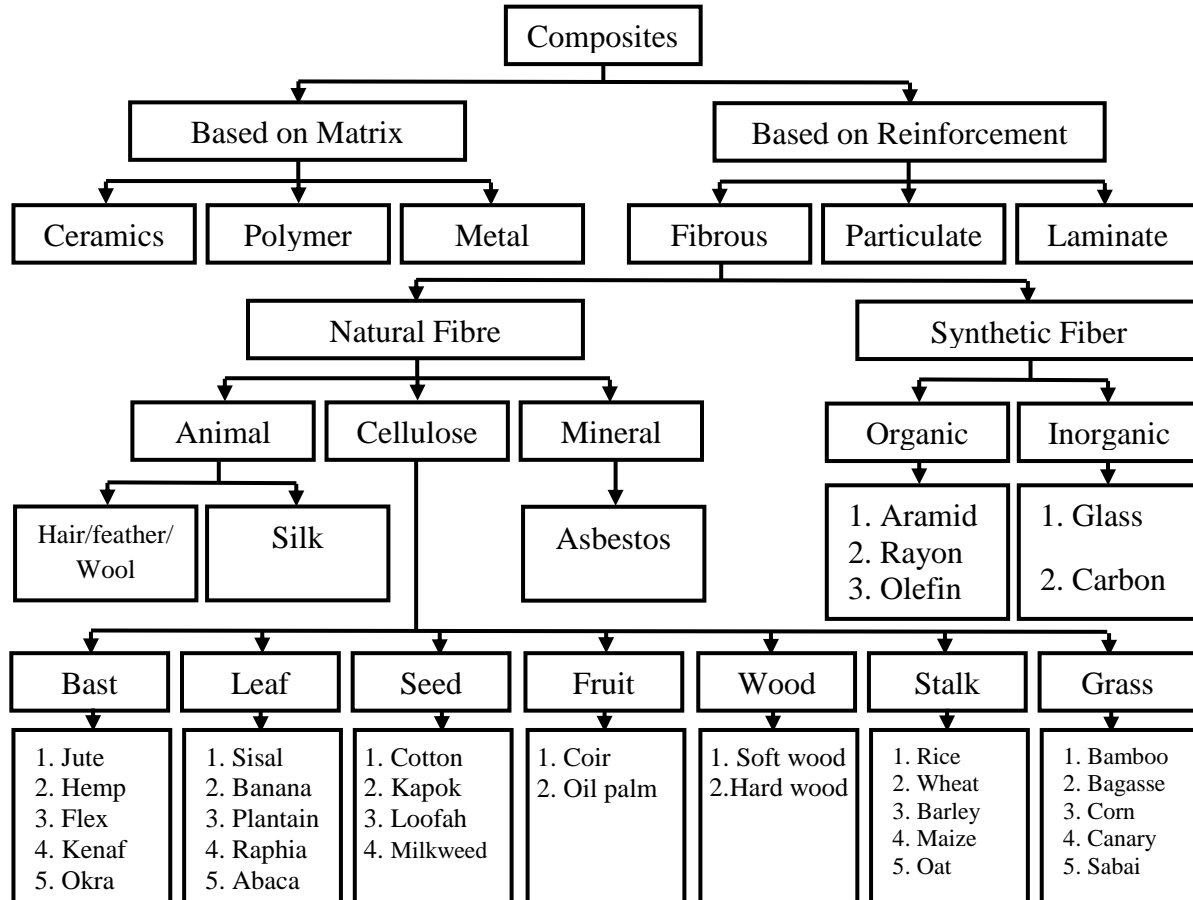 Composites
Based on Matrix
Based on Reinforcement
Ceramics
Polymer
Metal
Fibrous
Particulate
Laminate
Natural Fibre
Synthetic Fiber
Animal
Cellulose
Mineral
Organic
Inorganic
Hair/feather/
Wool
Silk
Asbestos
1. Aramid
2. Rayon
3. Olefin
1. Glass
2. Carbon
Bast
Leaf
Seed
Fruit
Wood
Stalk
Grass
1. Jute
2. Hemp
3. Flex
4. Kenaf
5. Okra
1. Sisal
2. Banana
3. Plantain
4. Raphia
5. Abaca
1. Cotton
2. Kapok
3. Loofah
4. Milkweed
1. Coir
2. Oil palm
1. Soft wood
2.Hard wood
1. Rice
2. Wheat
3. Barley
4. Maize
5. Oat
1. Bamboo
2. Bagasse
3. Corn
4. Canary
5. Sabai